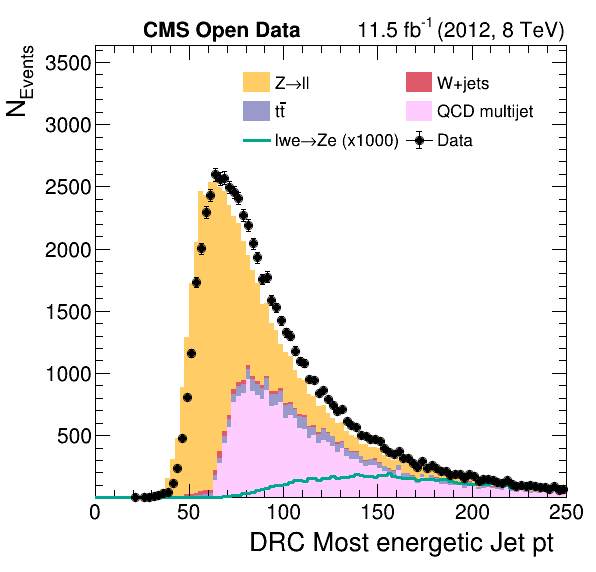 CMS Open Data 11.5 fb⁻¹ (2012, 8 TeV)
N_Events
3500
3000
2500
2000
1500
1000
500
Z→ll W+jets
tt̄ QCD multijet
lwe→Ze (x1000) Data
0 50 100 150 200 250
DRC Most energetic Jet pt